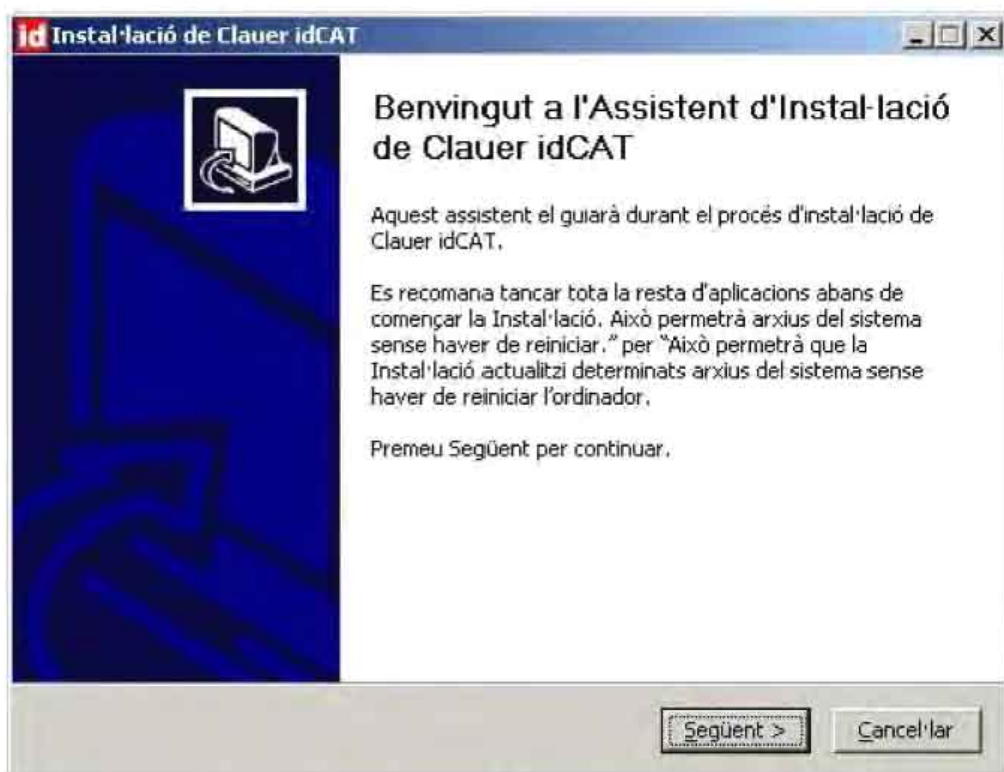 id Instal·lació de Clauer idCAT
Benvingut a l'Assistent d'Instal·lació
de Clauer idCAT
Aquest assistent el guiarà durant el procés d'instal·lació de
Clauer idCAT.
Es recomana tancar tota la resta d'aplicacions abans de
començar la Instal·lació. Això permetrà arxius del sistema
sense haver de reiniciar.” per “Això permetrà que la
Instal·lació actualitzi determinats arxius del sistema sense
haver de reiniciar l’ordinador.
Premeu Següent per continuar.
Següent >
Cancel·lar